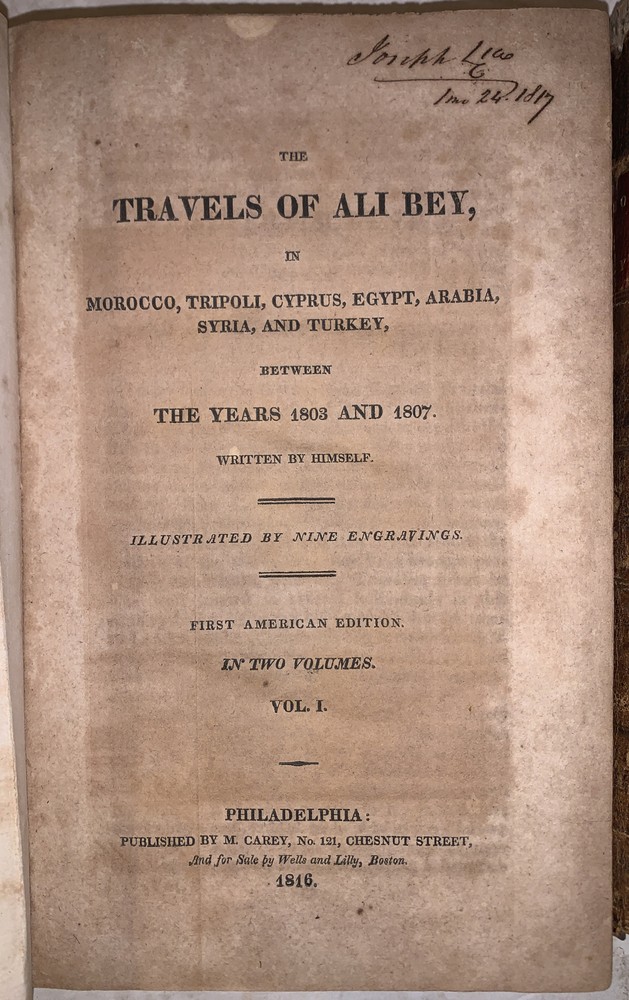 Joseph
1mo 24. 1817
THE
TRAVELS OF ALI BEY,
IN
MOROCCO, TRIPOLI, CYPRUS, EGYPT, ARABIA,
SYRIA, AND TURKEY,
BETWEEN
THE YEARS 1803 AND 1807.
WRITTEN BY HIMSELF.
ILLUSTRATED BY NINE ENGRAVINGS.
FIRST AMERICAN EDITION.
IN TWO VOLUMES.
VOL. I.
PHILADELPHIA:
PUBLISHED BY M. CAREY, No. 121, CHESNUT STREET,
And for Sale by Wells and Lilly, Boston.
1816.